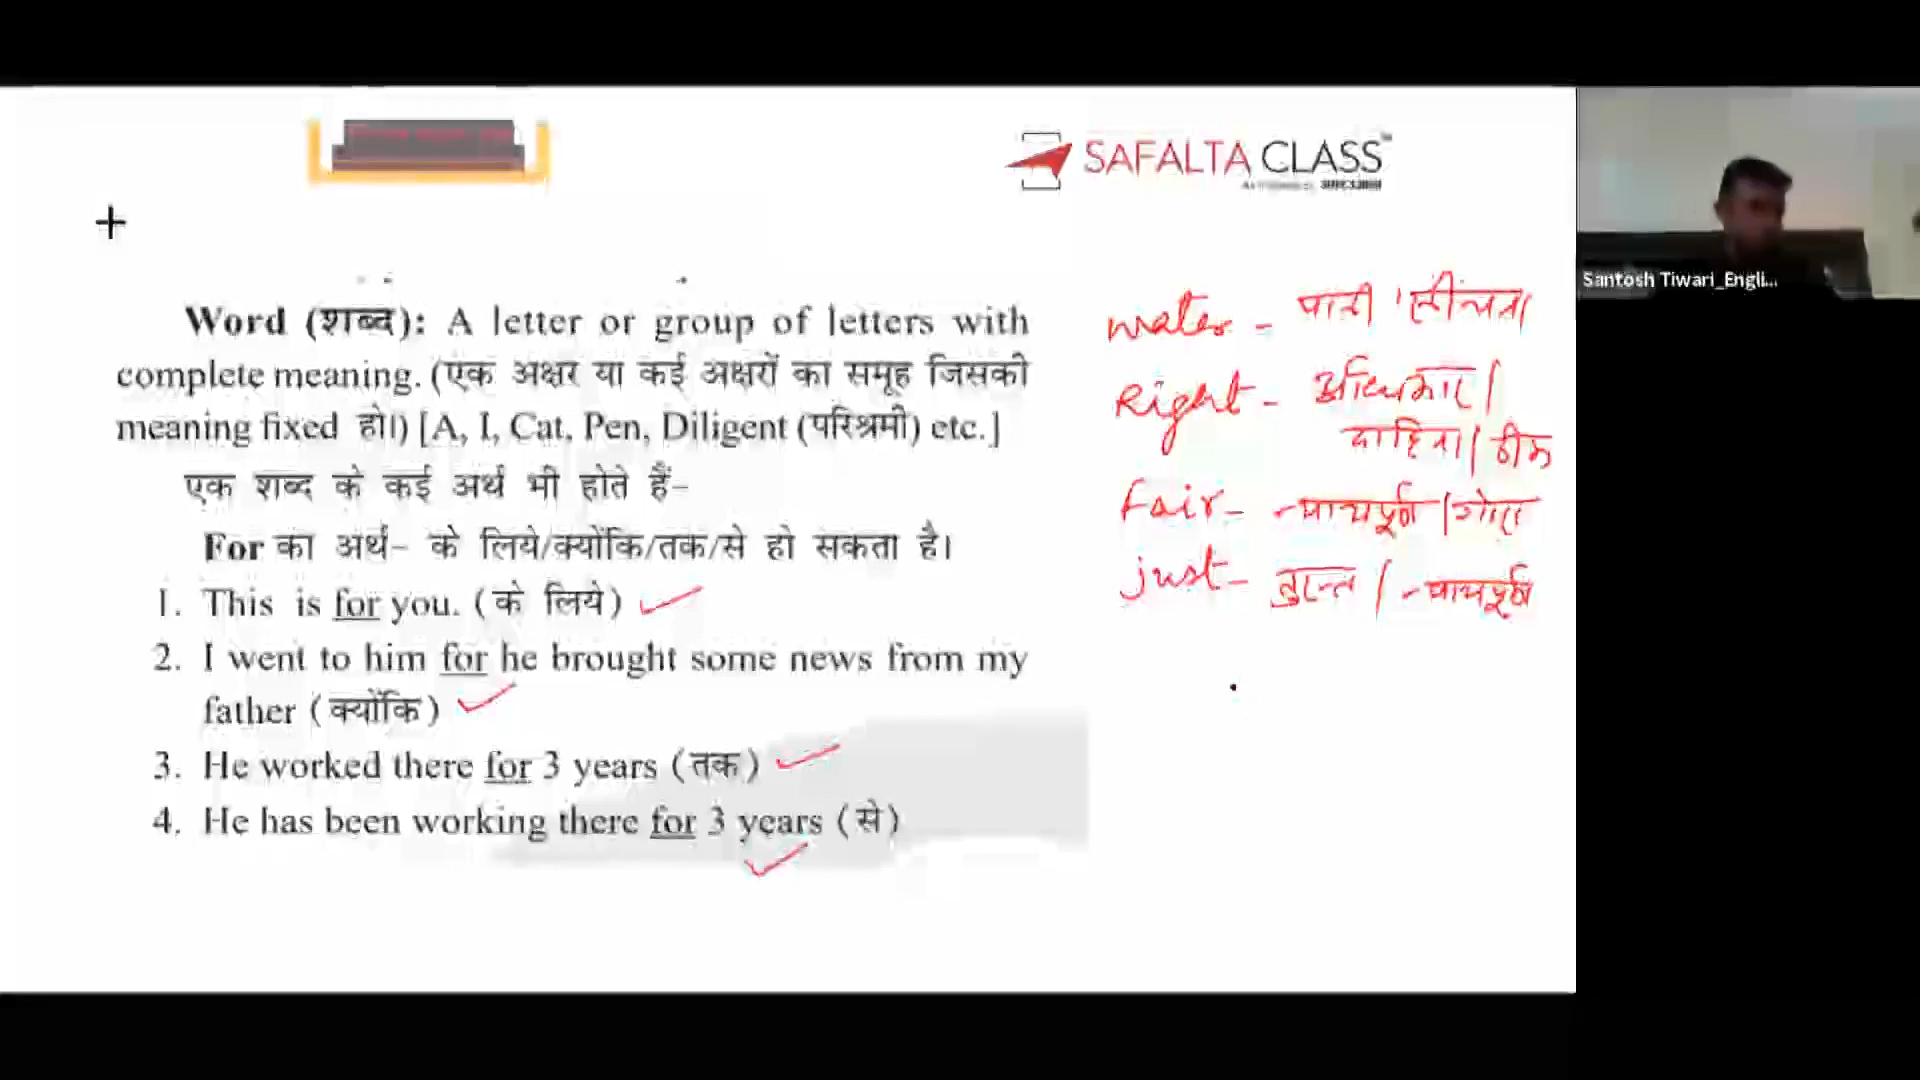 SAFALTA CLASS
Word (शब्द): A letter or group of letters with
complete meaning. (एक अक्षर या कई अक्षरों का समूह जिसकी
meaning fixed हो।) [A, I, Cat, Pen, Diligent (परिश्रमी) etc.]
एक शब्द के कई अर्थ भी होते हैं-
For का अर्थ- के लिये/क्योंकि/तक/से हो सकता है।
1. This is for you. (के लिये)
2. I went to him for he brought some news from my
father (क्योंकि)
3. He worked there for 3 years (तक)
4. He has been working there for 3 years (से)
water - पानी / सींचना
Right - अधिकार /
दाहिना / ठीक
Fair - न्यायपूर्ण / गोरा
just - तुरन्त / न्यायपूर्ण
Santosh Tiwari_Engli...